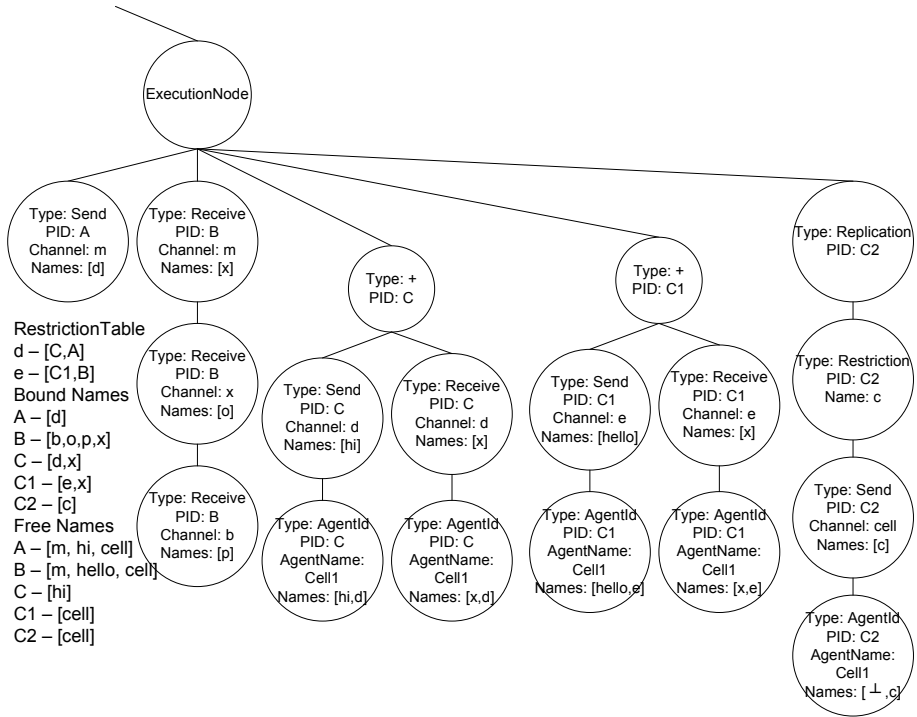 ExecutionNode
Type: Send
PID: A
Channel: m
Names: [d]
Type: Receive
PID: B
Channel: m
Names: [x]
Type: +
PID: C
Type: +
PID: C1
Type: Replication
PID: C2
RestrictionTable
d – [C,A]
e – [C1,B]
Bound Names
A – [d]
B – [b,o,p,x]
C – [d,x]
C1 – [e,x]
C2 – [c]
Free Names
A – [m, hi, cell]
B – [m, hello, cell]
C – [hi]
C1 – [cell]
C2 – [cell]
Type: Receive
PID: B
Channel: x
Names: [o]
Type: Receive
PID: B
Channel: b
Names: [p]
Type: Send
PID: C
Channel: d
Names: [hi]
Type: Receive
PID: C
Channel: d
Names: [x]
Type: Send
PID: C1
Channel: e
Names: [hello]
Type: Receive
PID: C1
Channel: e
Names: [x]
Type: Restriction
PID: C2
Name: c
Type: AgentId
PID: C
AgentName:
Cell1
Names: [hi,d]
Type: AgentId
PID: C
AgentName:
Cell1
Names: [x,d]
Type: AgentId
PID: C1
AgentName:
Cell1
Names: [hello,e]
Type: AgentId
PID: C1
AgentName:
Cell1
Names: [x,e]
Type: Send
PID: C2
Channel: cell
Names: [c]
Type: AgentId
PID: C2
AgentName:
Cell1
Names: [ ⊥ ,c]